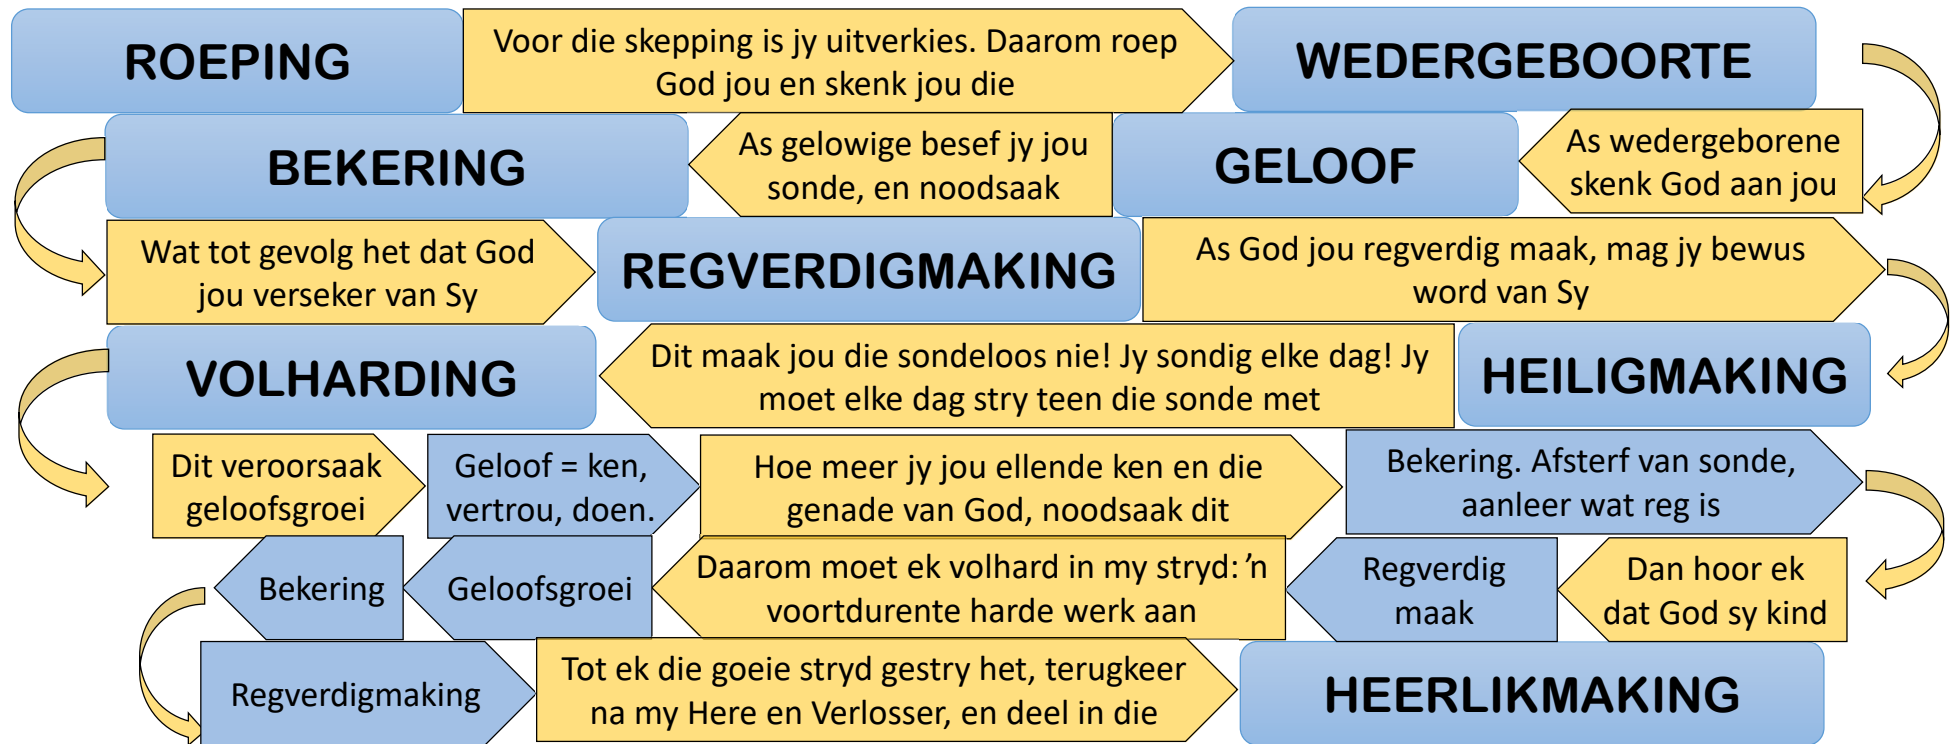 ROEPING
Voor die skepping is jy uitverkies. Daarom roep
God jou en skenk jou die
WEDERGEBOORTE
As wedergeborene
skenk God aan jou
GELOOF
As gelowige besef jy jou
sonde, en noodsaak
BEKERING
Wat tot gevolg het dat God
jou verseker van Sy
REGVERDIGMAKING
As God jou regverdig maak, mag jy bewus
word van Sy
HEILIGMAKING
Dit maak jou die sondeloos nie! Jy sondig elke dag! Jy
moet elke dag stry teen die sonde met
VOLHARDING
Dit veroorsaak
geloofsgroei
Geloof = ken,
vertrou, doen.
Hoe meer jy jou ellende ken en die
genade van God, noodsaak dit
Bekering. Afsterf van sonde,
aanleer wat reg is
Dan hoor ek
dat God sy kind
Regverdig
maak
Daarom moet ek volhard in my stryd: ’n
voortdurente harde werk aan
Geloofsgroei
Bekering
Regverdigmaking
Tot ek die goeie stryd gestry het, terugkeer
na my Here en Verlosser, en deel in die
HEERLIKMAKING